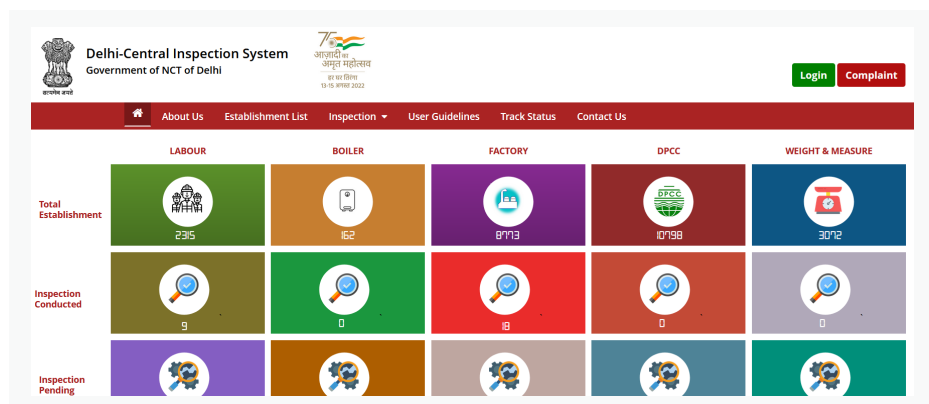 Delhi-Central Inspection System
Government of NCT of Delhi
सत्यमेव जयते
75
आज़ादी का
अमृत महोत्सव
हर घर तिरंगा
13-15 अगस्त 2022
Login Complaint
About Us Establishment List Inspection User Guidelines Track Status Contact Us
LABOUR BOILER FACTORY DPCC WEIGHT & MEASURE
DPCC
Total
Establishment
2315 162 8773 10798 3072
Inspection
Conducted
9 0 18 0 0
Inspection
Pending